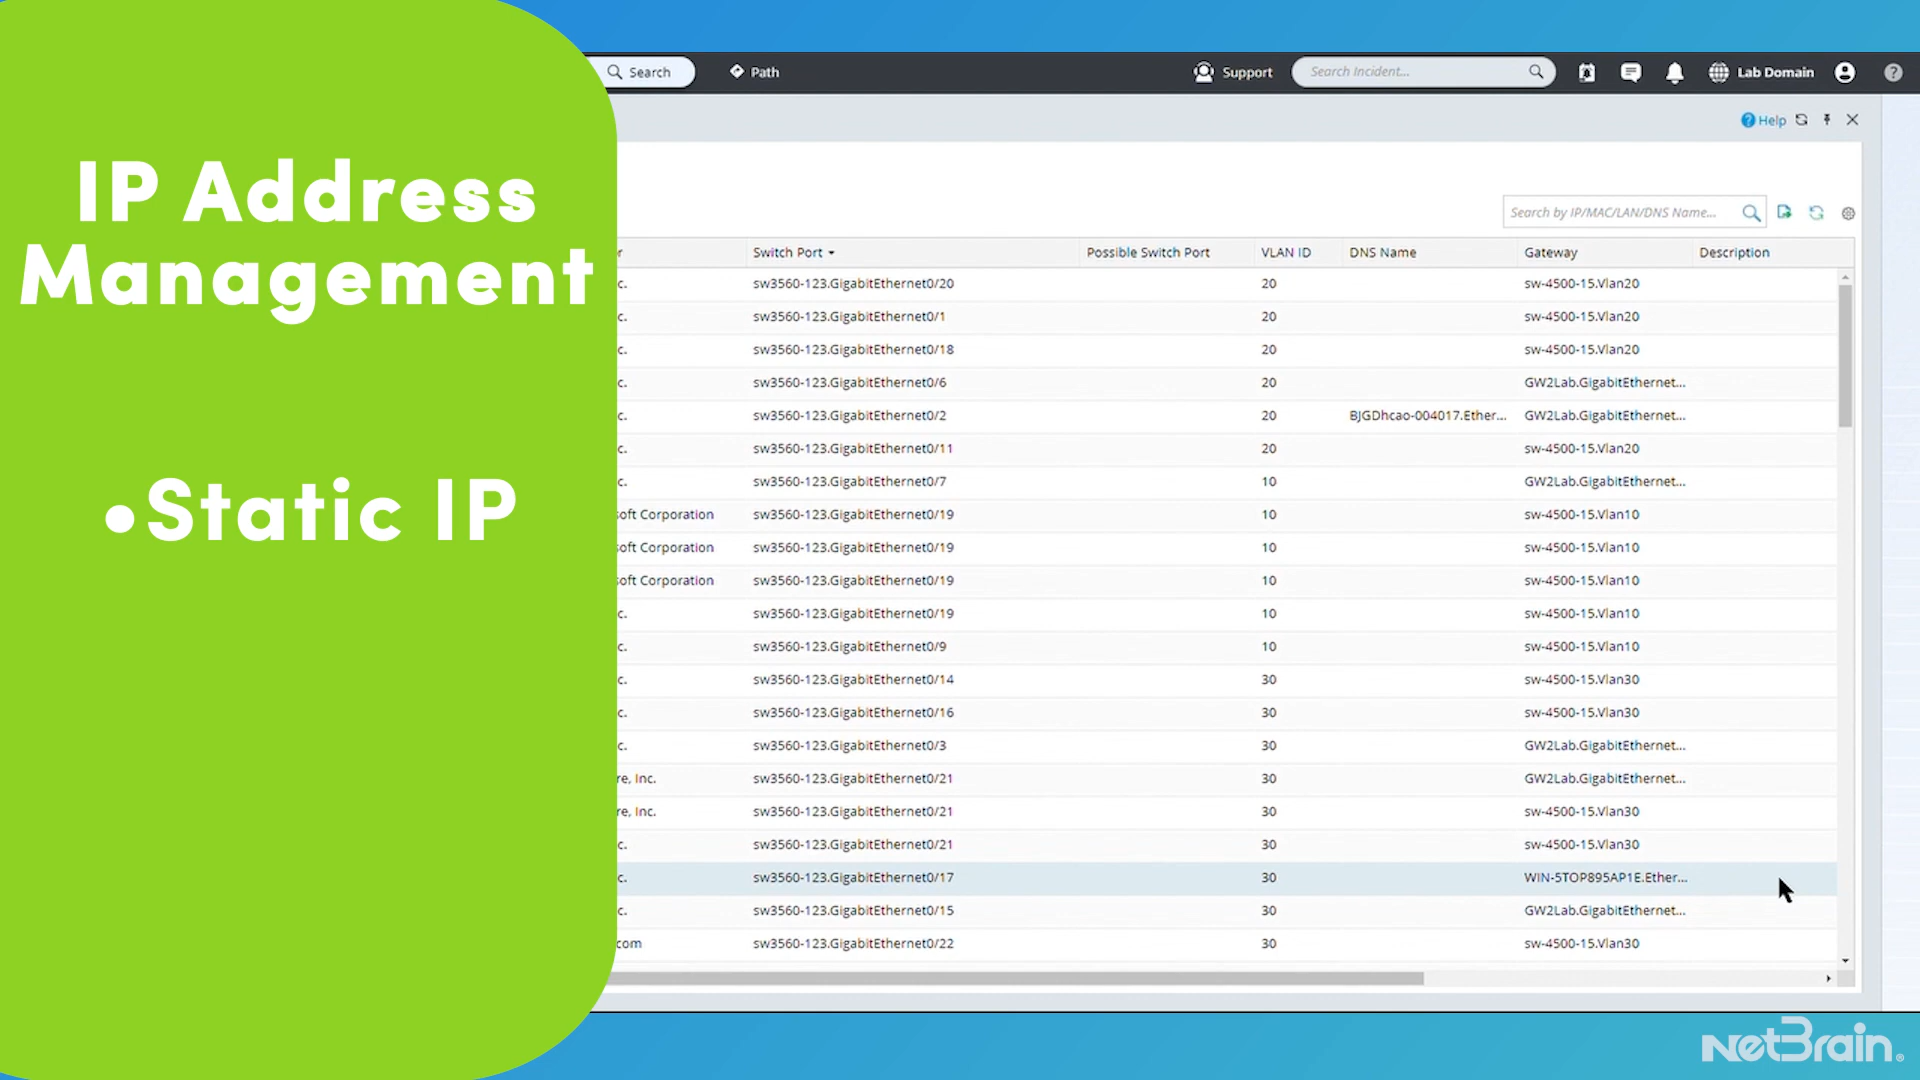 IP Address
Management
•Static IP
Search
Path
Support
Search Incident...
Lab Domain
Help
Search by IP/MAC/LAN/DNS Name...
r Switch Port Possible Switch Port VLAN ID DNS Name Gateway Description
c. sw3560-123.GigabitEthernet0/20 20 sw-4500-15.Vlan20
c. sw3560-123.GigabitEthernet0/1 20 sw-4500-15.Vlan20
c. sw3560-123.GigabitEthernet0/18 20 sw-4500-15.Vlan20
c. sw3560-123.GigabitEthernet0/6 20 GW2Lab.GigabitEthernet...
c. sw3560-123.GigabitEthernet0/2 20 BJGDhcao-004017.Ether... GW2Lab.GigabitEthernet...
c. sw3560-123.GigabitEthernet0/11 20 sw-4500-15.Vlan20
c. sw3560-123.GigabitEthernet0/7 10 GW2Lab.GigabitEthernet...
soft Corporation sw3560-123.GigabitEthernet0/19 10 sw-4500-15.Vlan10
soft Corporation sw3560-123.GigabitEthernet0/19 10 sw-4500-15.Vlan10
soft Corporation sw3560-123.GigabitEthernet0/19 10 sw-4500-15.Vlan10
c. sw3560-123.GigabitEthernet0/19 10 sw-4500-15.Vlan10
c. sw3560-123.GigabitEthernet0/9 10 sw-4500-15.Vlan10
c. sw3560-123.GigabitEthernet0/14 30 sw-4500-15.Vlan30
c. sw3560-123.GigabitEthernet0/16 30 sw-4500-15.Vlan30
c. sw3560-123.GigabitEthernet0/3 30 GW2Lab.GigabitEthernet...
re, Inc. sw3560-123.GigabitEthernet0/21 30 GW2Lab.GigabitEthernet...
re, Inc. sw3560-123.GigabitEthernet0/21 30 sw-4500-15.Vlan30
c. sw3560-123.GigabitEthernet0/21 30 sw-4500-15.Vlan30
c. sw3560-123.GigabitEthernet0/17 30 WIN-5TOP895AP1E.Ether...
c. sw3560-123.GigabitEthernet0/15 30 GW2Lab.GigabitEthernet...
com sw3560-123.GigabitEthernet0/22 30 sw-4500-15.Vlan30
NetBrain®